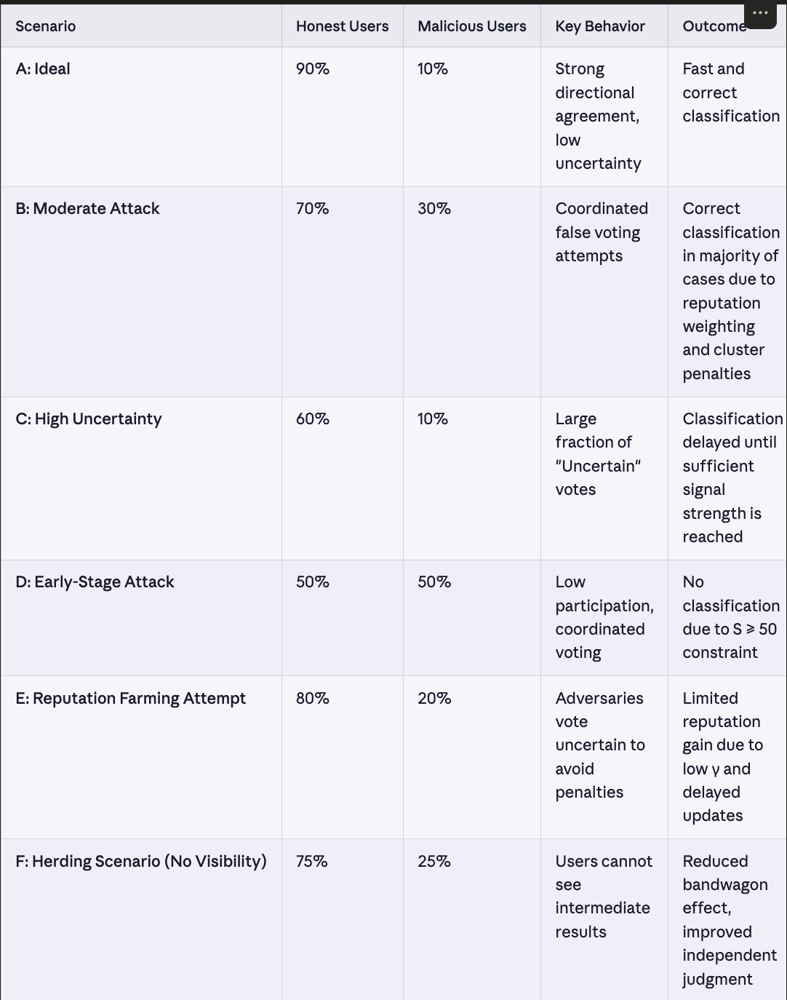 Scenario Honest Users Malicious Users Key Behavior Outcome
A: Ideal 90% 10% Strong
directional
agreement,
low
uncertainty
Fast and
correct
classification
B: Moderate Attack 70% 30% Coordinated
false voting
attempts
Correct
classification
in majority of
cases due to
reputation
weighting
and cluster
penalties
C: High Uncertainty 60% 10% Large
fraction of
"Uncertain"
votes
Classification
delayed until
sufficient
signal
strength is
reached
D: Early-Stage Attack 50% 50% Low
participation,
coordinated
voting
No
classification
due to S ≥ 50
constraint
E: Reputation Farming Attempt 80% 20% Adversaries
vote
uncertain to
avoid
penalties
Limited
reputation
gain due to
low γ and
delayed
updates
F: Herding Scenario (No Visibility) 75% 25% Users cannot
see
intermediate
results
Reduced
bandwagon
effect,
improved
independent
judgment